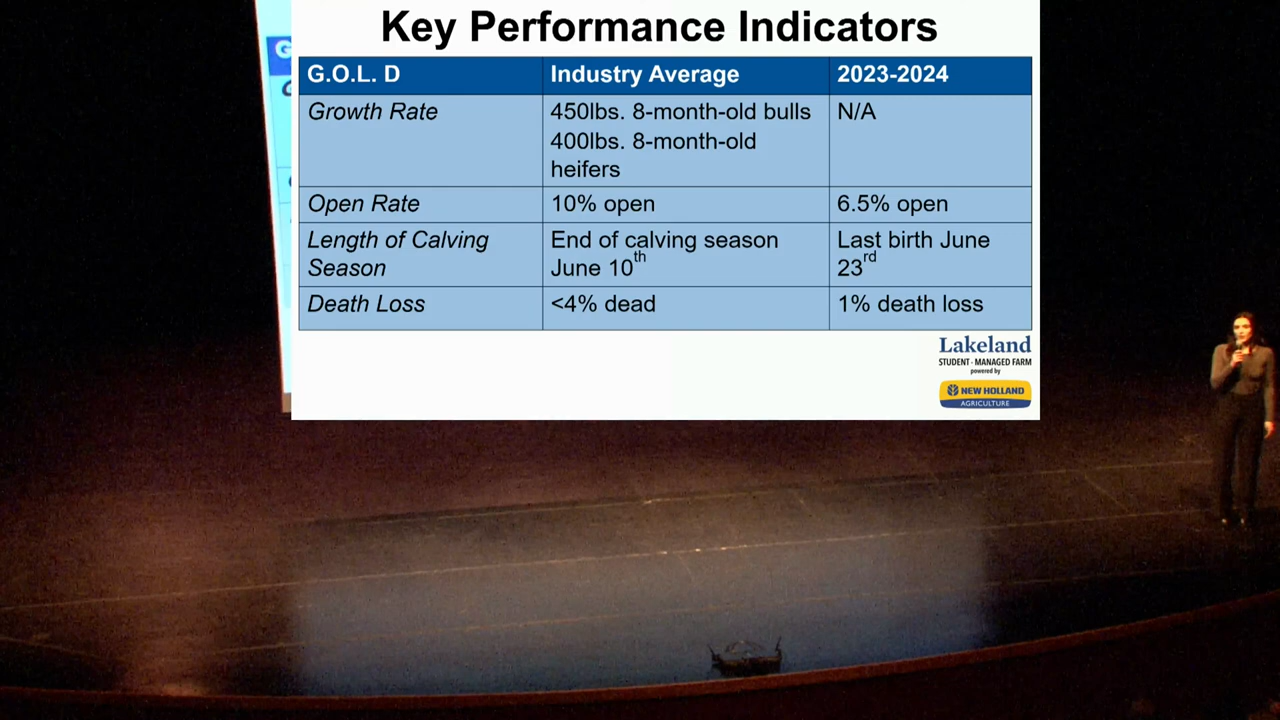 Key Performance Indicators
G.O.L. D
Industry Average
2023-2024
Growth Rate
450lbs. 8-month-old bulls
400lbs. 8-month-old
heifers
N/A
Open Rate
10% open
6.5% open
Length of Calving
Season
End of calving season
June 10th
Last birth June
23rd
Death Loss
<4% dead
1% death loss
Lakeland
STUDENT-MANAGED FARM
powered by
NEW HOLLAND
AGRICULTURE